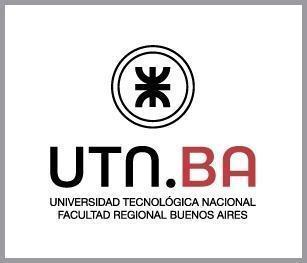 UTN.BA
UNIVERSIDAD TECNOLÓGICA NACIONAL
FACULTAD REGIONAL BUENOS AIRES